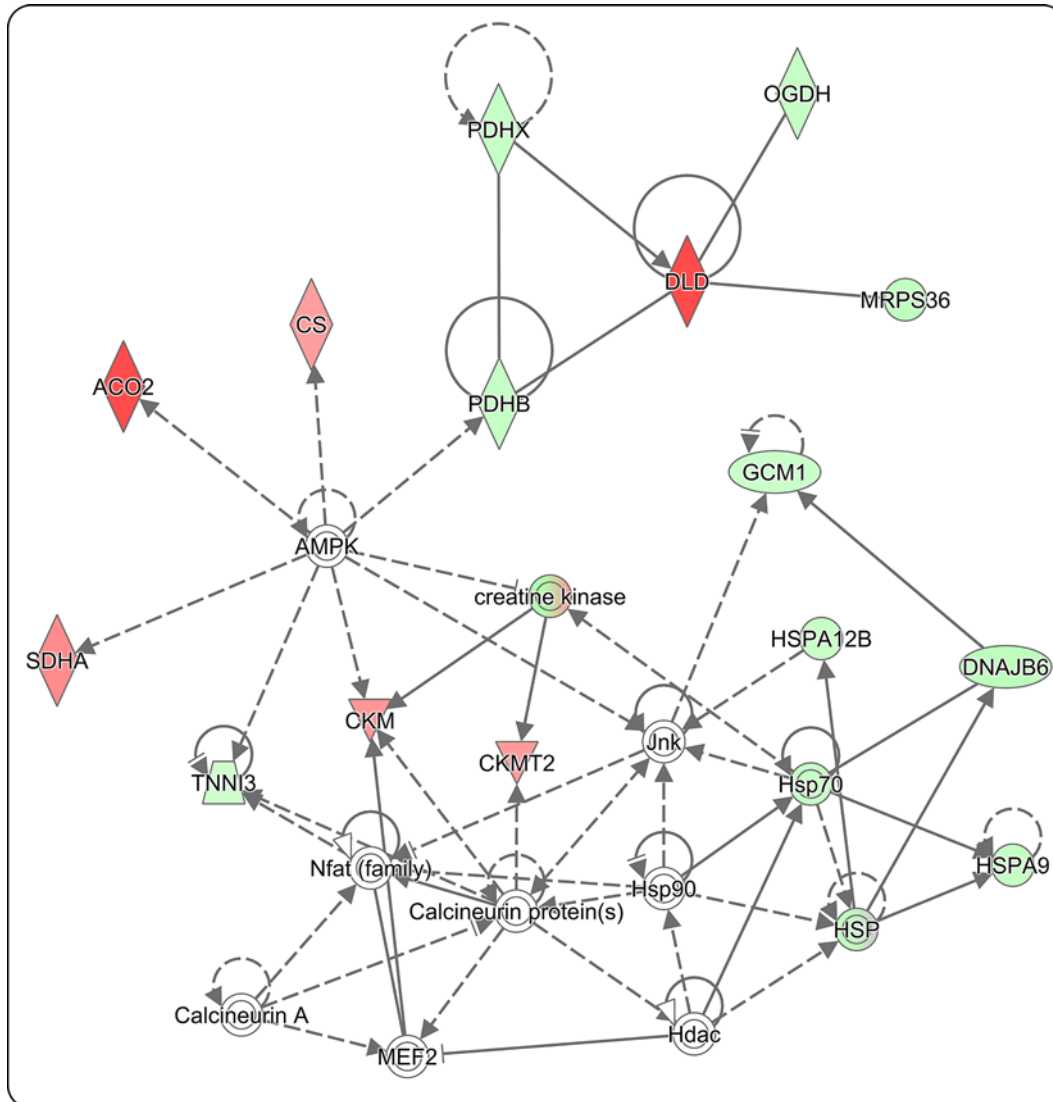 OGDH
PDHX
DLD
MRPS36
CS
ACO2
PDHB
GCM1
AMPK
creatine kinase
HSPA12B
SDHA
DNAJB6
CKM
Jnk
CKMT2
TNNI3
Hsp70
HSPA9
Nfat (family)
Hsp90
Calcineurin protein(s)
HSP
Calcineurin A
Hdac
MEF2